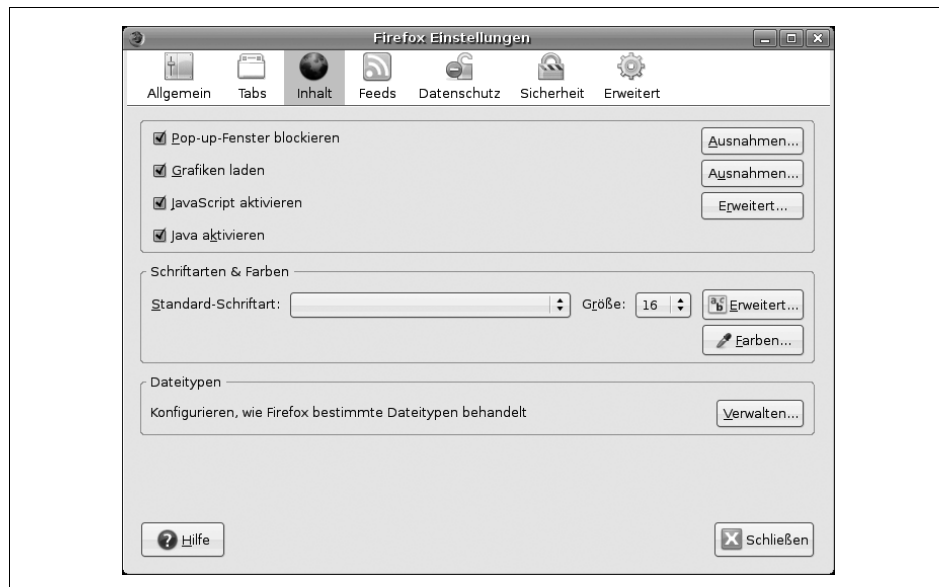 Firefox Einstellungen
Allgemein Tabs Inhalt Feeds Datenschutz Sicherheit Erweitert
Pop-up-Fenster blockieren Ausnahmen...
Grafiken laden Ausnahmen...
JavaScript aktivieren Erweitert...
Java aktivieren
Schriftarten & Farben
Standard-Schriftart: Größe: 16 Erweitert...
Farben...
Dateitypen
Konfigurieren, wie Firefox bestimmte Dateitypen behandelt Verwalten...
Hilfe Schließen